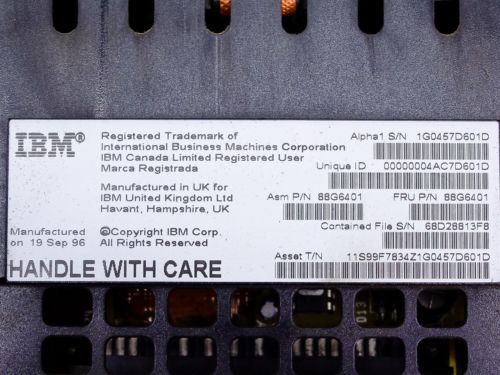 IBM®
Registered Trademark of
International Business Machines Corporation
IBM Canada Limited Registered User
Marca Registrada
Manufactured in UK for
IBM United Kingdom Ltd
Havant, Hampshire, UK
Manufactured
on 19 Sep 96
©Copyright IBM Corp.
All Rights Reserved
HANDLE WITH CARE
Alpha1 S/N 1G0457D601D
Unique ID 00000004AC7D601D
Asm P/N 88G6401 FRU P/N 88G6401
Contained File S/N 68D28813F8
Asset T/N 11S99F7834Z1G0457D601D
013